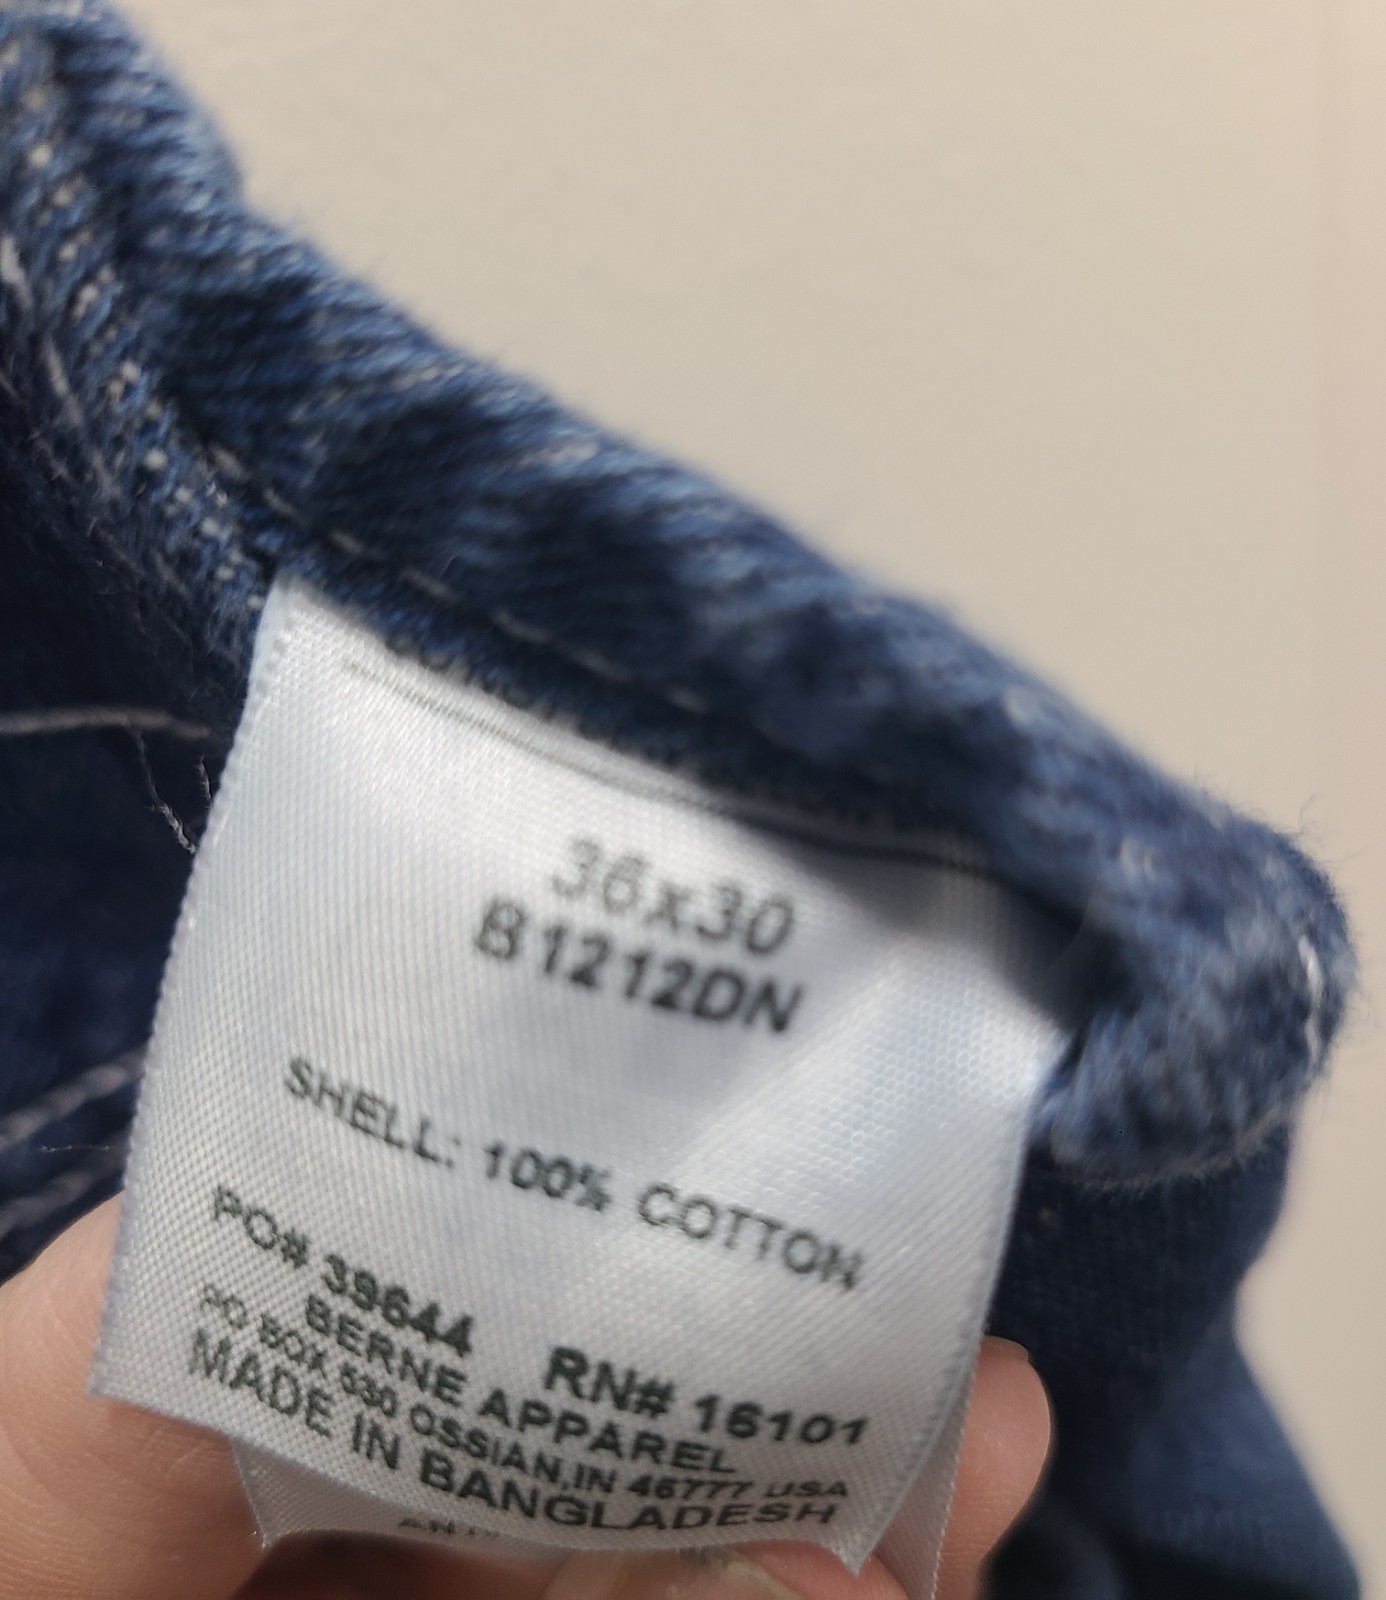 36x30
B1212DN
SHELL: 100% COTTON
PO# 39644 RN# 16101
BERNE APPAREL
PO BOX 530 OSSIAN,IN 46777 USA
MADE IN BANGLADESH